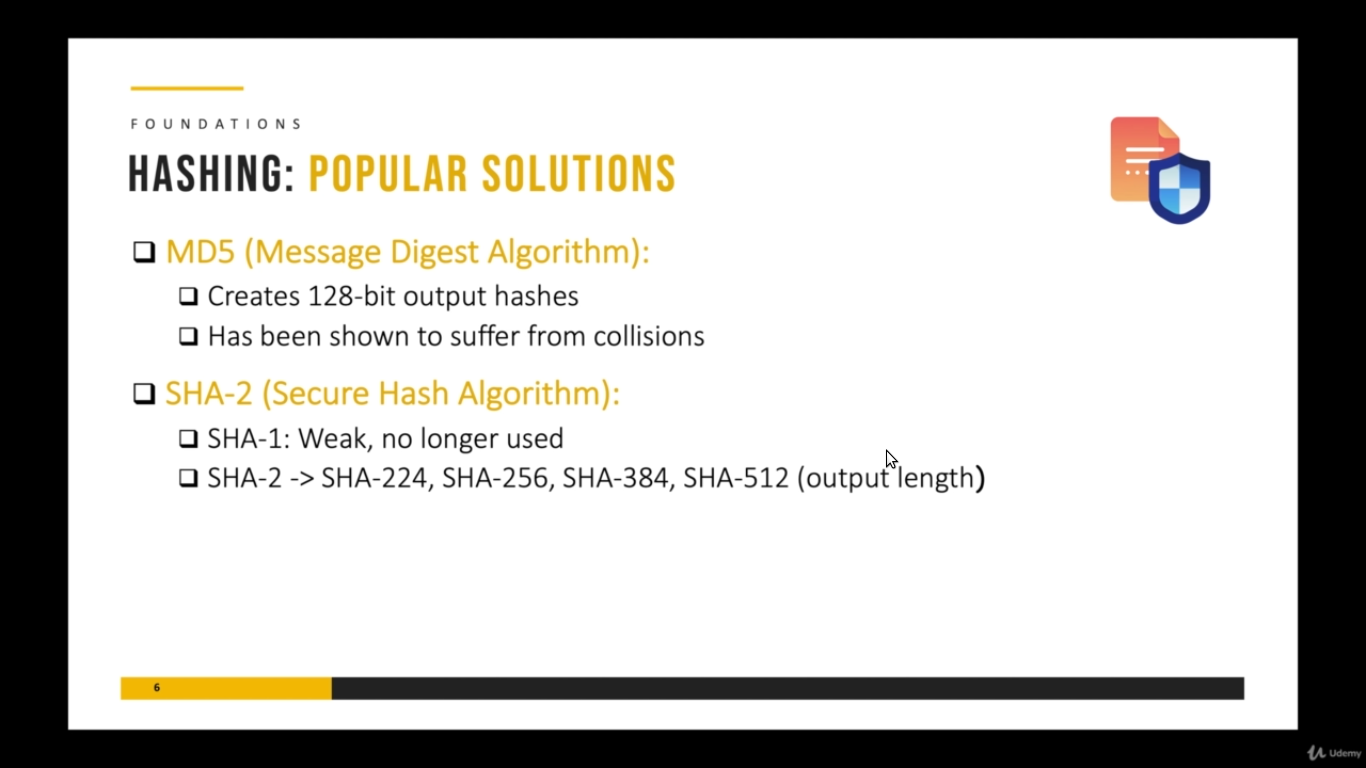 FOUNDATIONS
HASHING: POPULAR SOLUTIONS
MD5 (Message Digest Algorithm):
Creates 128-bit output hashes
Has been shown to suffer from collisions
SHA-2 (Secure Hash Algorithm):
SHA-1: Weak, no longer used
SHA-2 -> SHA-224, SHA-256, SHA-384, SHA-512 (output length)
6
Udemy